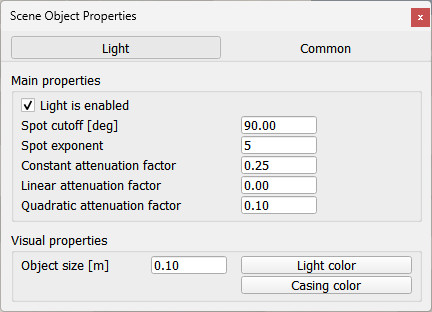 Scene Object Properties x
Light Common
Main properties
Light is enabled
Spot cutoff [deg] 90.00
Spot exponent 5
Constant attenuation factor 0.25
Linear attenuation factor 0.00
Quadratic attenuation factor 0.10
Visual properties
Object size [m] 0.10 Light color
Casing color